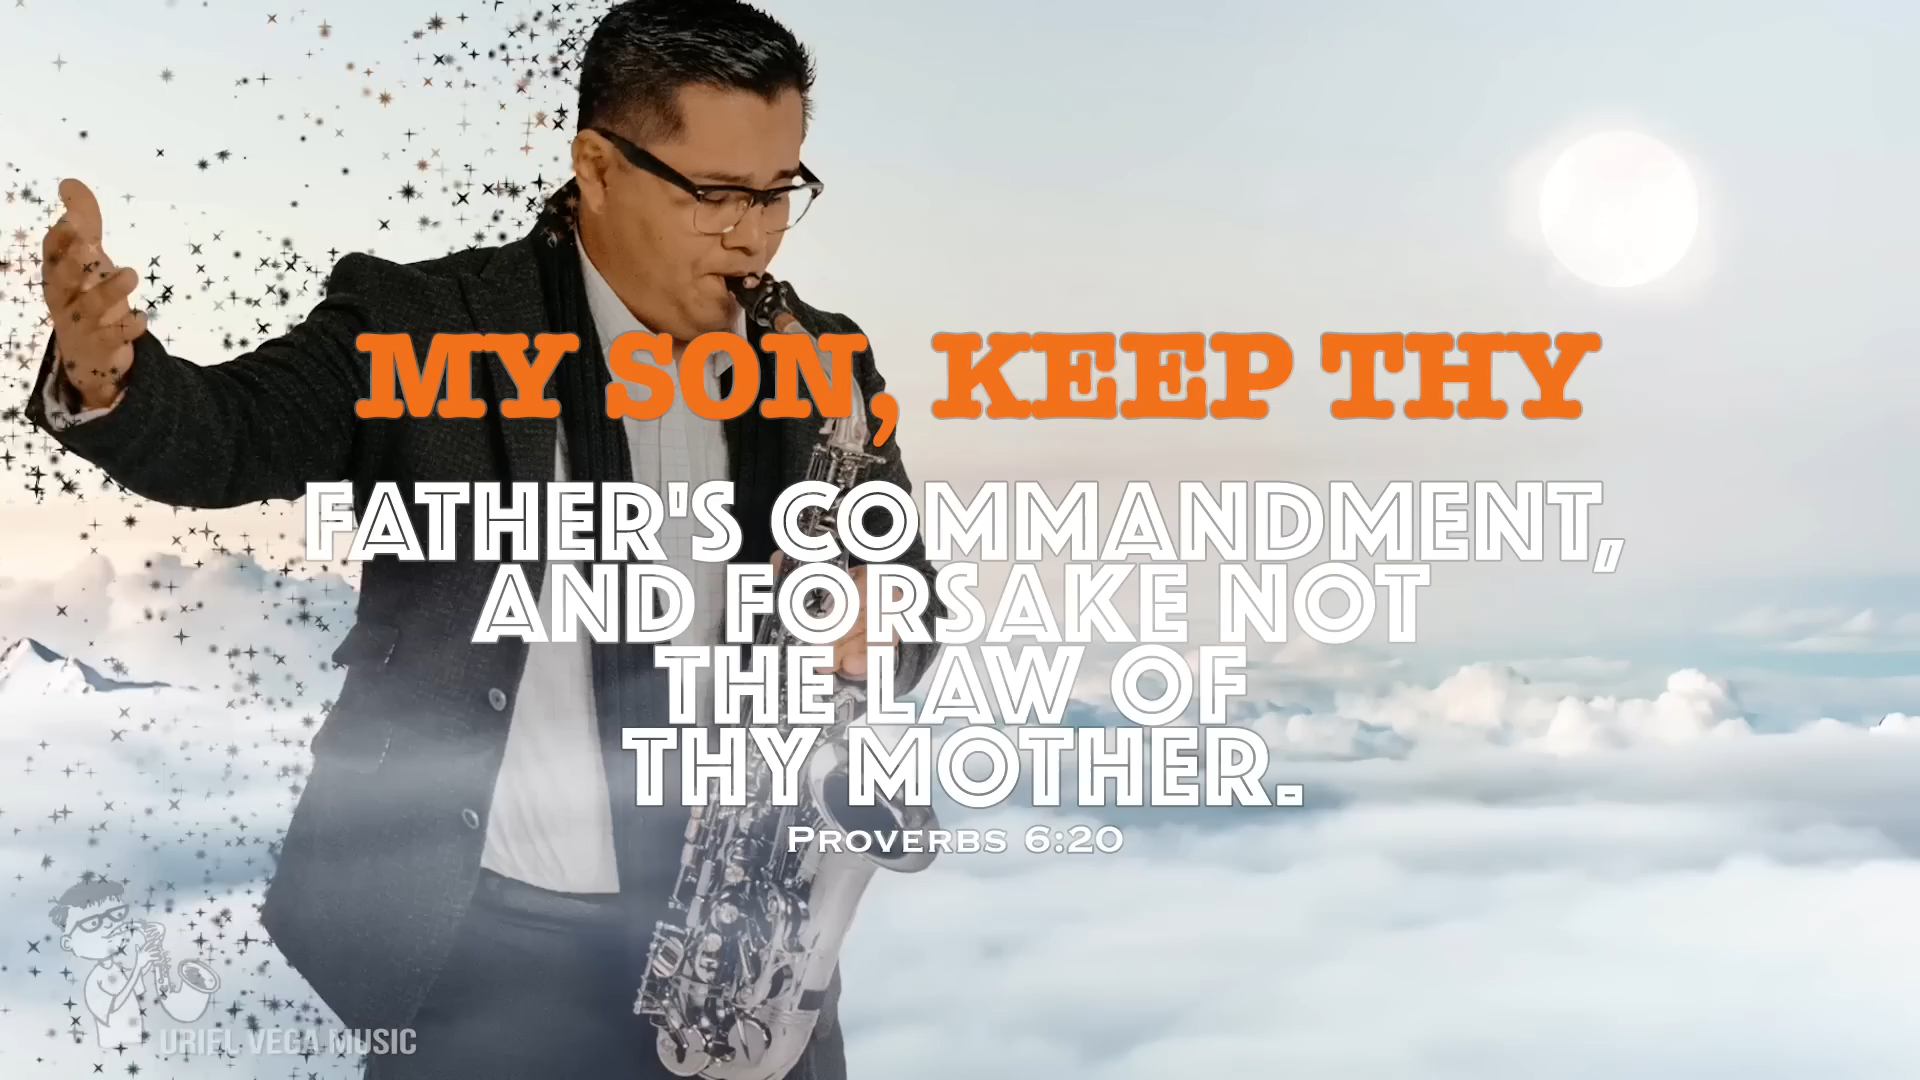 MY SON, KEEP THY
FATHER'S COMMANDMENT,
AND FORSAKE NOT
THE LAW OF
THY MOTHER.
PROVERBS 6:20
URIEL VEGA MUSIC